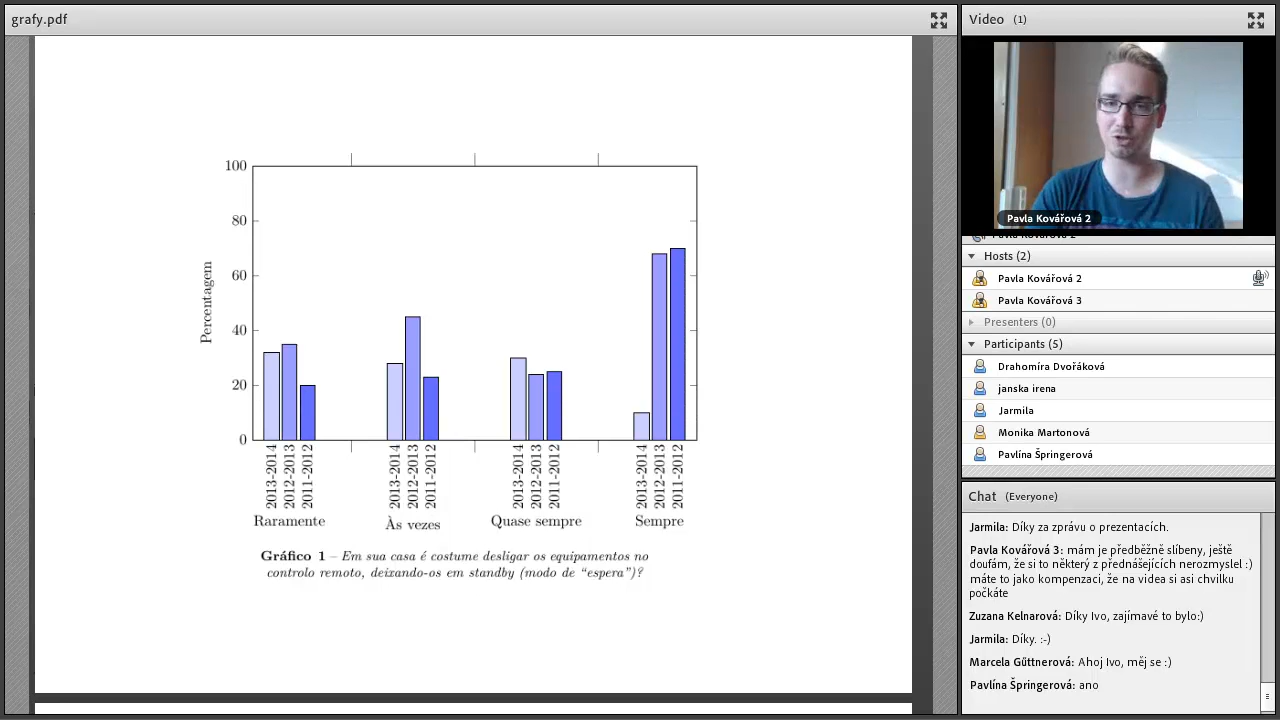 grafy.pdf
100
80
60
40
20
0
Percentagem
2013-2014
2012-2013
2011-2012
2013-2014
2012-2013
2011-2012
2013-2014
2012-2013
2011-2012
2013-2014
2012-2013
2011-2012
Raramente
Às vezes
Quase sempre
Sempre
Gráfico 1 – Em sua casa é costume desligar os equipamentos no
controlo remoto, deixando-os em standby (modo de “espera”)?
Video (1)
Pavla Kovářová 2
Pavla Kovářová 2
Hosts (2)
Pavla Kovářová 2
Pavla Kovářová 3
Presenters (0)
Participants (5)
Drahomíra Dvořáková
janska irena
Jarmila
Monika Martonová
Pavlína Špringerová
Chat (Everyone)
Jarmila: Díky za zprávu o prezentacích.
Pavla Kovářová 3: mám je předběžně slíbeny, ještě
doufám, že si to některý z přednášejících nerozmyslel :)
máte to jako kompenzaci, že na videa si asi chvilku
počkáte
Zuzana Kelnarová: Díky Ivo, zajímavé to bylo:)
Jarmila: Díky. :-)
Marcela Gűttnerová: Ahoj Ivo, měj se :)
Pavlína Špringerová: ano